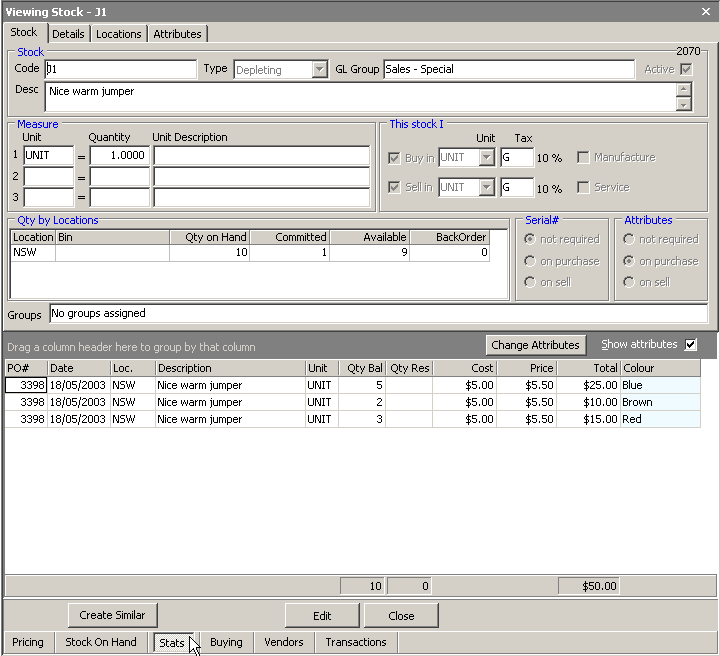 Viewing Stock - J1
Stock Details Locations Attributes
Stock 2070
Code J1 Type Depleting GL Group Sales - Special Active
Desc Nice warm jumper
Measure
Unit Quantity Unit Description
1 UNIT = 1.0000
2 =
3 =
This stock I
Unit Tax
Buy in UNIT G 10 % Manufacture
Sell in UNIT G 10 % Service
Qty by Locations
Location Bin Qty on Hand Committed Available BackOrder
NSW 10 1 9 0
Serial#
not required
on purchase
on sell
Attributes
not required
on purchase
on sell
Groups No groups assigned
Drag a column header here to group by that column Change Attributes Show attributes
PO# Date Loc. Description Unit Qty Bal Qty Res Cost Price Total Colour
3398 18/05/2003 NSW Nice warm jumper UNIT 5 $5.00 $5.50 $25.00 Blue
3398 18/05/2003 NSW Nice warm jumper UNIT 2 $5.00 $5.50 $10.00 Brown
3398 18/05/2003 NSW Nice warm jumper UNIT 3 $5.00 $5.50 $15.00 Red
10 0 $50.00
Create Similar Edit Close
Pricing Stock On Hand Stats Buying Vendors Transactions